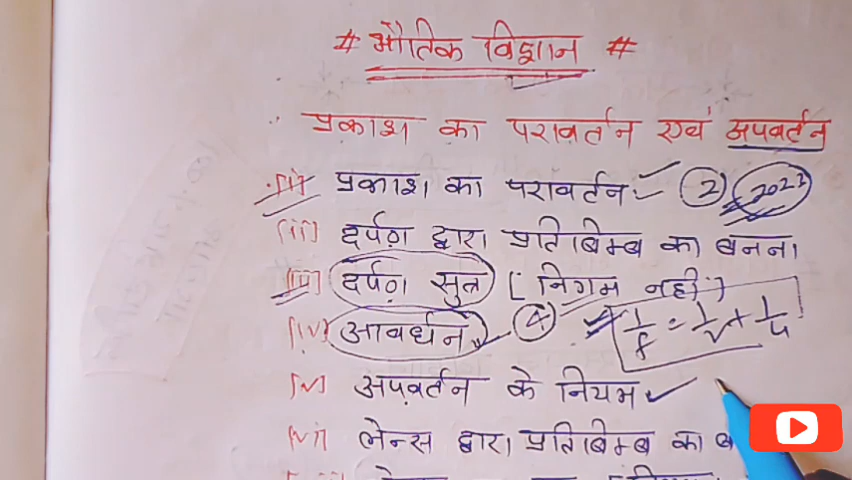 # भौतिक विज्ञान #
प्रकाश का परावर्तन एवं अपवर्तन
(i) प्रकाश का परावर्तन (2) 2023
(ii) दर्पण द्वारा प्रतिबिम्ब का बनना
(iii) दर्पण सुत्र (निगम नही)
(iv) आवर्धन (4) 1/f = 1/v + 1/u
(v) अपवर्तन के नियम
(vi) लेन्स द्वारा प्रतिबिम्ब का ब